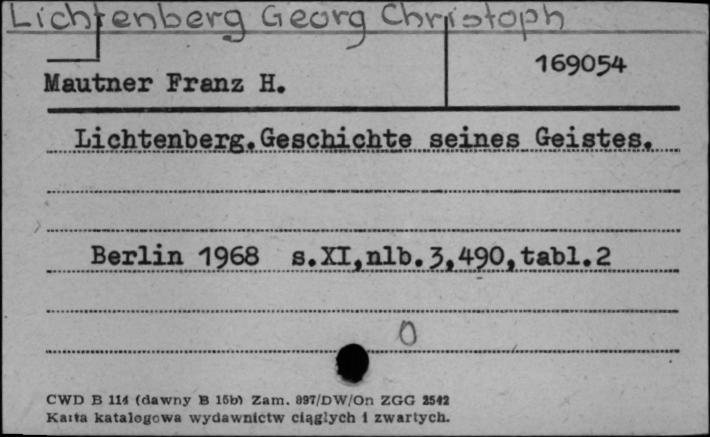 Lichtenberg Georg Christoph
169054
Mautner Franz H.
Lichtenberg.Geschichte seines Geistes.
Berlin 1968 s.XI,nlb.3,490,tabl.2
0
CWD B 114 (dawny B 15b) Zam. 897/DW/On ZGG 2542
Karta katalogowa wydawnictw ciągłych i zwartych.